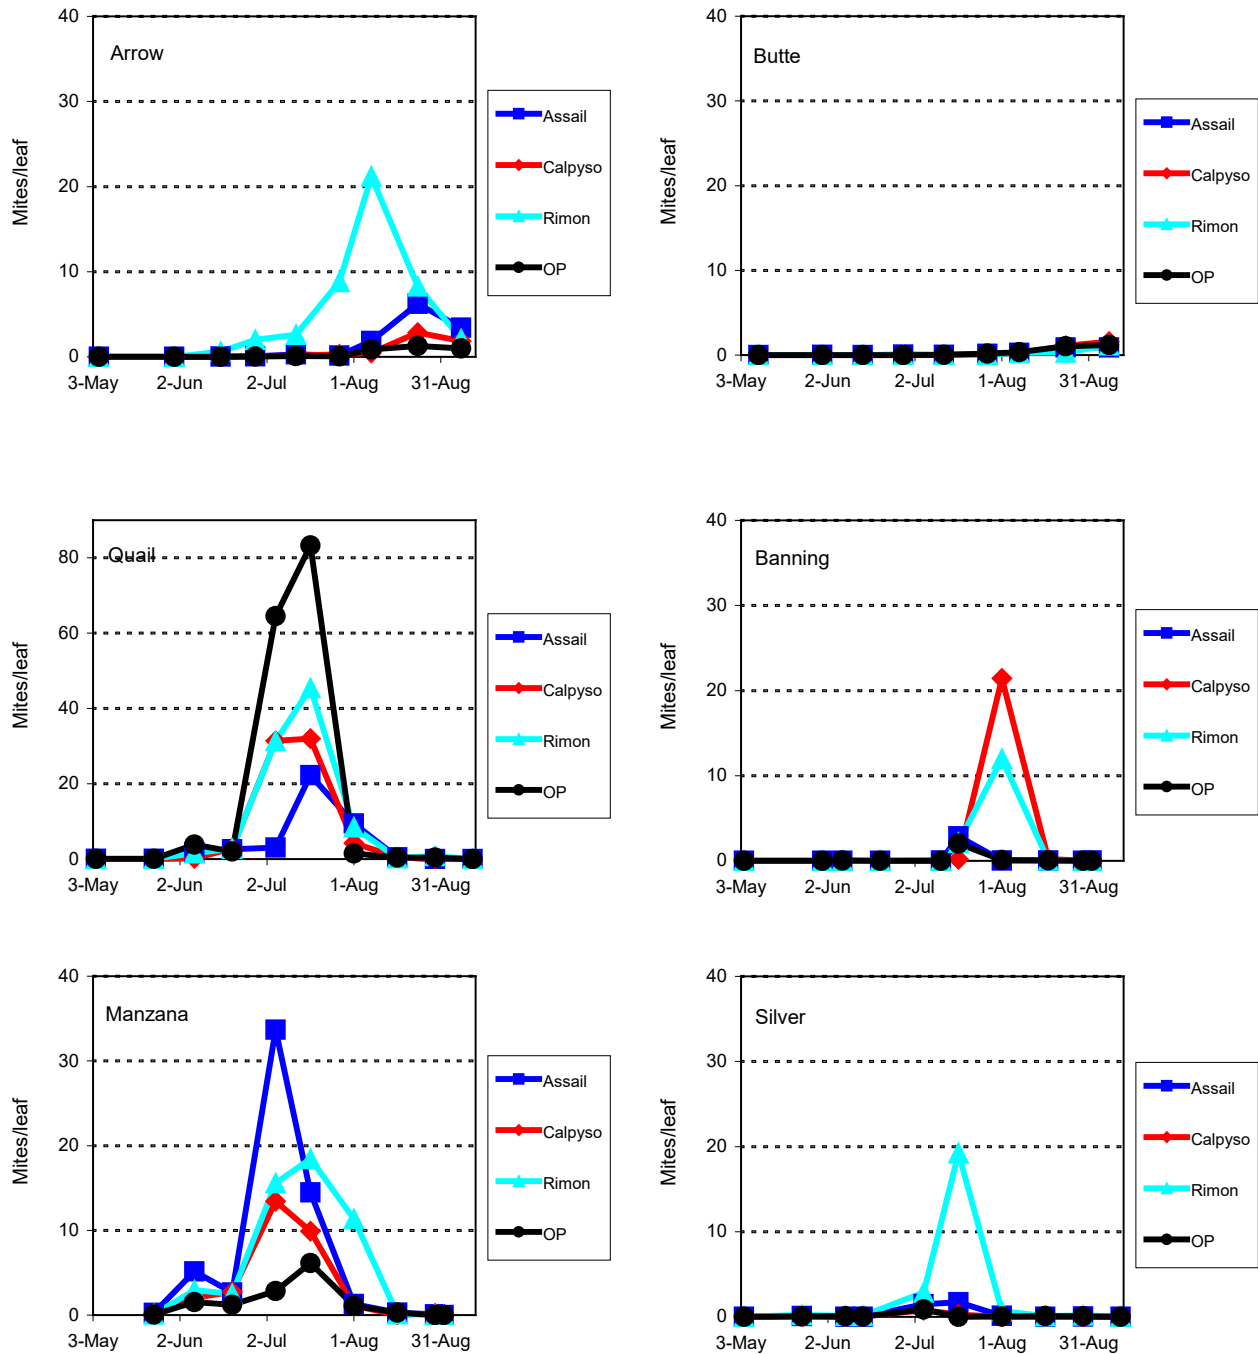 40
30
20
10
0
Mites/leaf
Arrow
3-May
2-Jun
2-Jul
1-Aug
31-Aug
Assail
Calpyso
Rimon
OP
40
30
20
10
0
Mites/leaf
Butte
3-May
2-Jun
2-Jul
1-Aug
31-Aug
Assail
Calpyso
Rimon
OP
80
60
40
20
0
Mites/leaf
Quail
3-May
2-Jun
2-Jul
1-Aug
31-Aug
Assail
Calpyso
Rimon
OP
40
30
20
10
0
Mites/leaf
Banning
3-May
2-Jun
2-Jul
1-Aug
31-Aug
Assail
Calpyso
Rimon
OP
40
30
20
10
0
Mites/leaf
Manzana
3-May
2-Jun
2-Jul
1-Aug
31-Aug
Assail
Calpyso
Rimon
OP
40
30
20
10
0
Mites/leaf
Silver
3-May
2-Jun
2-Jul
1-Aug
31-Aug
Assail
Calpyso
Rimon
OP